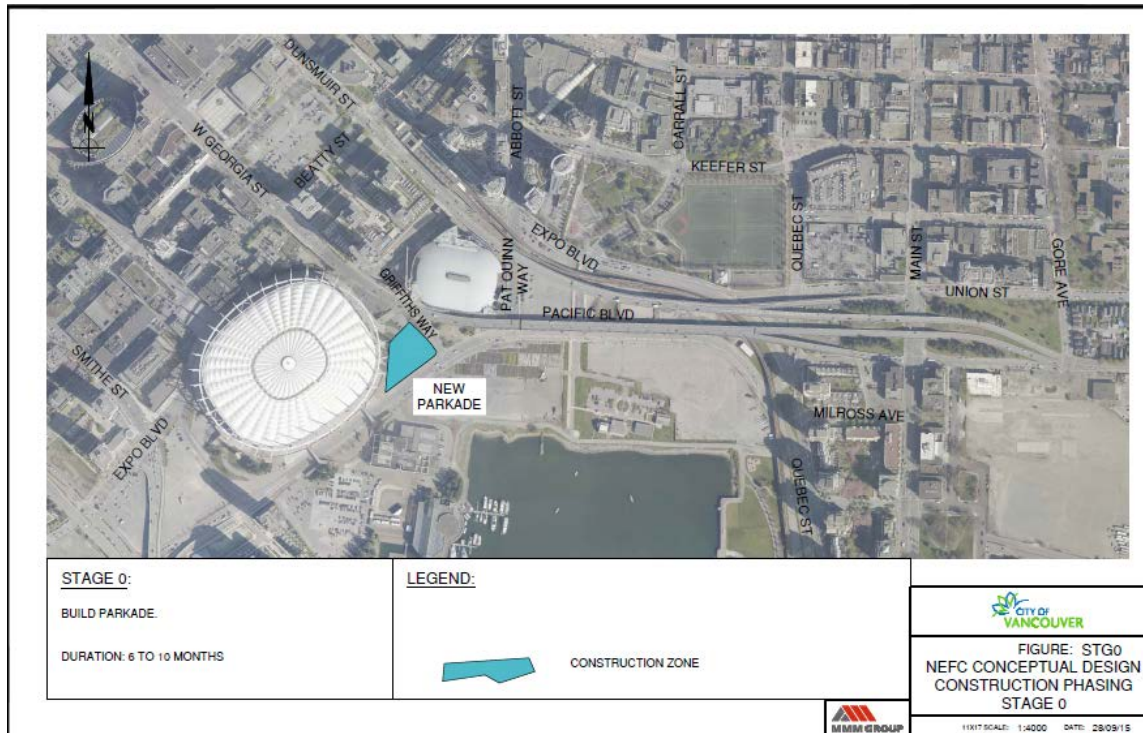 DUNSMUIR ST
ABBOTT ST
CARRALL ST
W GEORGIA ST
BEATTY ST
KEEFER ST
N
EXPO BLVD
QUEBEC ST
MAIN ST
GORE AVE
PAT QUINN
WAY
GRIFFITHS WAY
UNION ST
PACIFIC BLVD
SMITHE ST
NEW
PARKADE
MILROSS AVE
EXPO BLVD
QUEBEC ST
STAGE 0:
BUILD PARKADE.
DURATION: 6 TO 10 MONTHS
LEGEND:
CONSTRUCTION ZONE
CITY OF
VANCOUVER
FIGURE: STG0
NEFC CONCEPTUAL DESIGN
CONSTRUCTION PHASING
STAGE 0
MMM GROUP
11X17 SCALE: 1:4000 DATE: 28/09/15